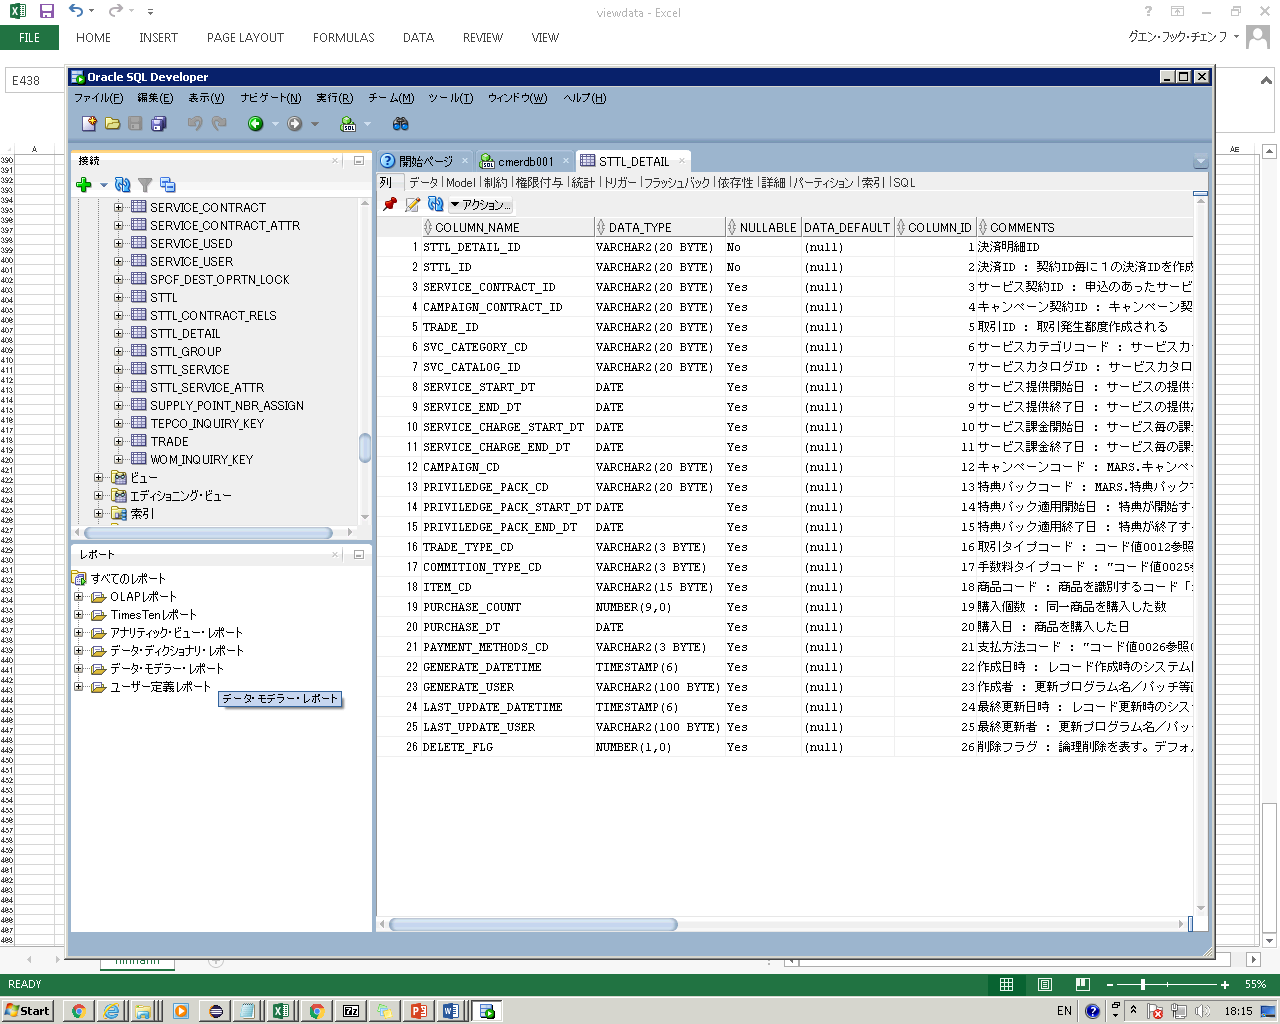 viewdata - Excel
FILE HOME INSERT PAGE LAYOUT FORMULAS DATA REVIEW VIEW
グエン・フック・チェン フ
E438
Oracle SQL Developer
ファイル(F) 編集(E) 表示(V) ナビゲート(N) 実行(R) チーム(M) ツール(T) ウィンドウ(W) ヘルプ(H)
接続
SERVICE_CONTRACT
SERVICE_CONTRACT_ATTR
SERVICE_USED
SERVICE_USER
SPCF_DEST_OPRTN_LOCK
STTL
STTL_CONTRACT_RELS
STTL_DETAIL
STTL_GROUP
STTL_SERVICE
STTL_SERVICE_ATTR
SUPPLY_POINT_NBR_ASSIGN
TEPCO_INQUIRY_KEY
TRADE
WOM_INQUIRY_KEY
ビュー
エディショニング・ビュー
索引
レポート
すべてのレポート
OLAPレポート
TimesTenレポート
アナリティック・ビュー・レポート
データ・ディクショナリ・レポート
データ・モデラー・レポート
ユーザー定義レポート
データ・モデラー・レポート
開始ページ cmerdb001 STTL_DETAIL
列 データ Model 制約 権限付与 統計 トリガー フラッシュバック 依存性 詳細 パーティション 索引 SQL
アクション...
COLUMN_NAME DATA_TYPE NULLABLE DATA_DEFAULT COLUMN_ID COMMENTS
1 STTL_DETAIL_ID VARCHAR2(20 BYTE) No (null) 1 決済明細ID
2 STTL_ID VARCHAR2(20 BYTE) No (null) 2 決済ID : 契約ID毎に１の決済IDを作成
3 SERVICE_CONTRACT_ID VARCHAR2(20 BYTE) Yes (null) 3 サービス契約ID : 申込のあったサービ
4 CAMPAIGN_CONTRACT_ID VARCHAR2(20 BYTE) Yes (null) 4 キャンペーン契約ID : キャンペーン契
5 TRADE_ID VARCHAR2(20 BYTE) Yes (null) 5 取引ID : 取引発生都度作成される
6 SVC_CATEGORY_CD VARCHAR2(20 BYTE) Yes (null) 6 サービスカテゴリコード : サービスカ
7 SVC_CATALOG_ID VARCHAR2(20 BYTE) Yes (null) 7 サービスカタログID : サービスカタロ
8 SERVICE_START_DT DATE Yes (null) 8 サービス提供開始日 : サービスの提供
9 SERVICE_END_DT DATE Yes (null) 9 サービス提供終了日 : サービスの提供
10 SERVICE_CHARGE_START_DT DATE Yes (null) 10 サービス課金開始日 : サービス毎の課
11 SERVICE_CHARGE_END_DT DATE Yes (null) 11 サービス課金終了日 : サービス毎の課
12 CAMPAIGN_CD VARCHAR2(20 BYTE) Yes (null) 12 キャンペーンコード : MARS.キャンペ
13 PRIVILEDGE_PACK_CD VARCHAR2(20 BYTE) Yes (null) 13 特典パックコード : MARS.特典パック
14 PRIVILEDGE_PACK_START_DT DATE Yes (null) 14 特典パック適用開始日 : 特典が開始す
15 PRIVILEDGE_PACK_END_DT DATE Yes (null) 15 特典パック適用終了日 : 特典が終了す
16 TRADE_TYPE_CD VARCHAR2(3 BYTE) Yes (null) 16 取引タイプコード : コード値0012参照
17 COMMITION_TYPE_CD VARCHAR2(3 BYTE) Yes (null) 17 手数料タイプコード : "コード値0025
18 ITEM_CD VARCHAR2(15 BYTE) Yes (null) 18 商品コード : 商品を識別するコード「
19 PURCHASE_COUNT NUMBER(9,0) Yes (null) 19 購入個数 : 同一商品を購入した数
20 PURCHASE_DT DATE Yes (null) 20 購入日 : 商品を購入した日
21 PAYMENT_METHODS_CD VARCHAR2(3 BYTE) Yes (null) 21 支払方法コード : "コード値0026参照
22 GENERATE_DATETIME TIMESTAMP(6) Yes (null) 22 作成日時 : レコード作成時のシステム
23 GENERATE_USER VARCHAR2(100 BYTE) Yes (null) 23 作成者 : 更新プログラム名／バッチ等
24 LAST_UPDATE_DATETIME TIMESTAMP(6) Yes (null) 24 最終更新日時 : レコード更新時のシス
25 LAST_UPDATE_USER VARCHAR2(100 BYTE) Yes (null) 25 最終更新者 : 更新プログラム名／バッ
26 DELETE_FLG NUMBER(1,0) Yes (null) 26 削除フラグ : 論理削除を表す。デフォ
READY 55%
Start EN 18:15